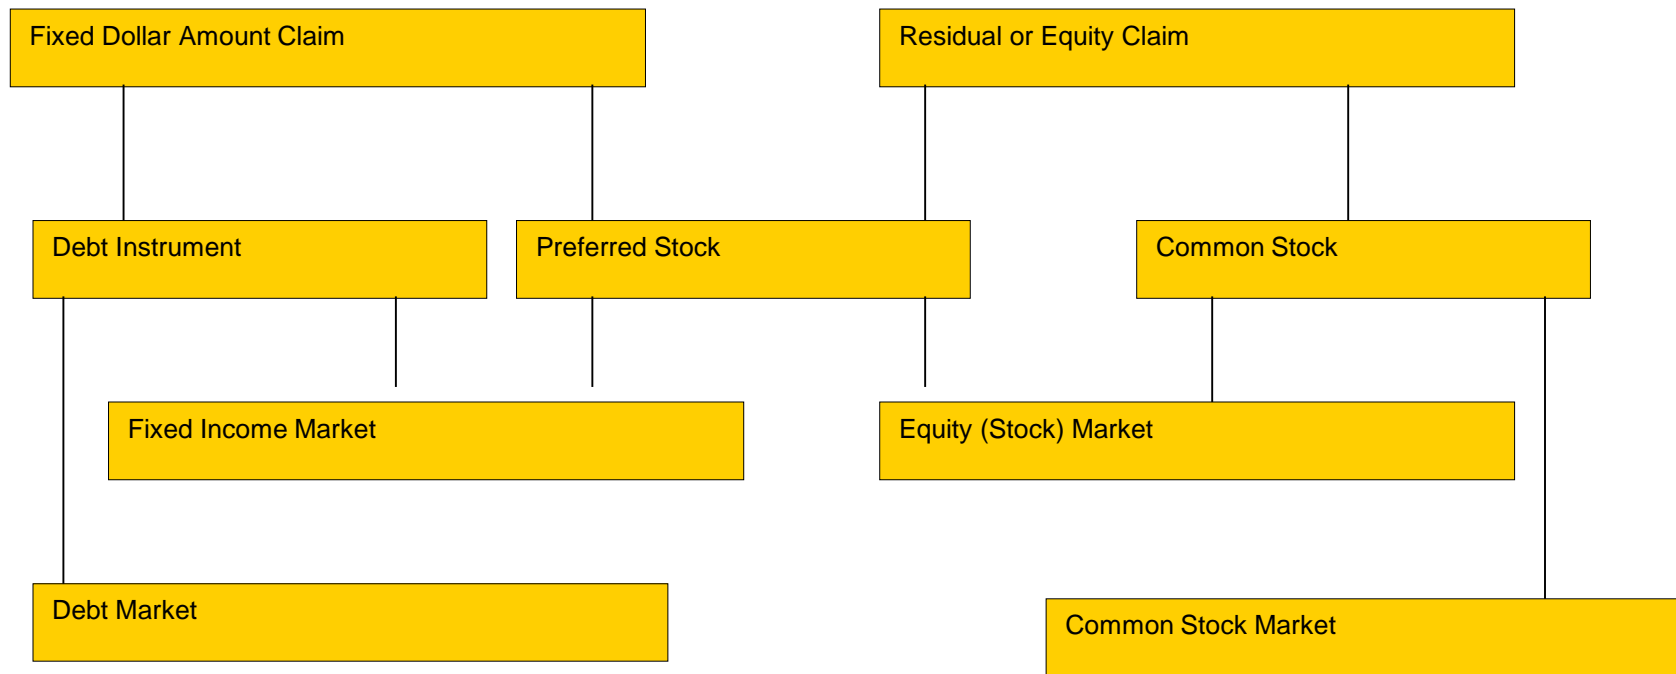 Fixed Dollar Amount Claim
Residual or Equity Claim
Debt Instrument
Preferred Stock
Common Stock
Fixed Income Market
Equity (Stock) Market
Debt Market
Common Stock Market